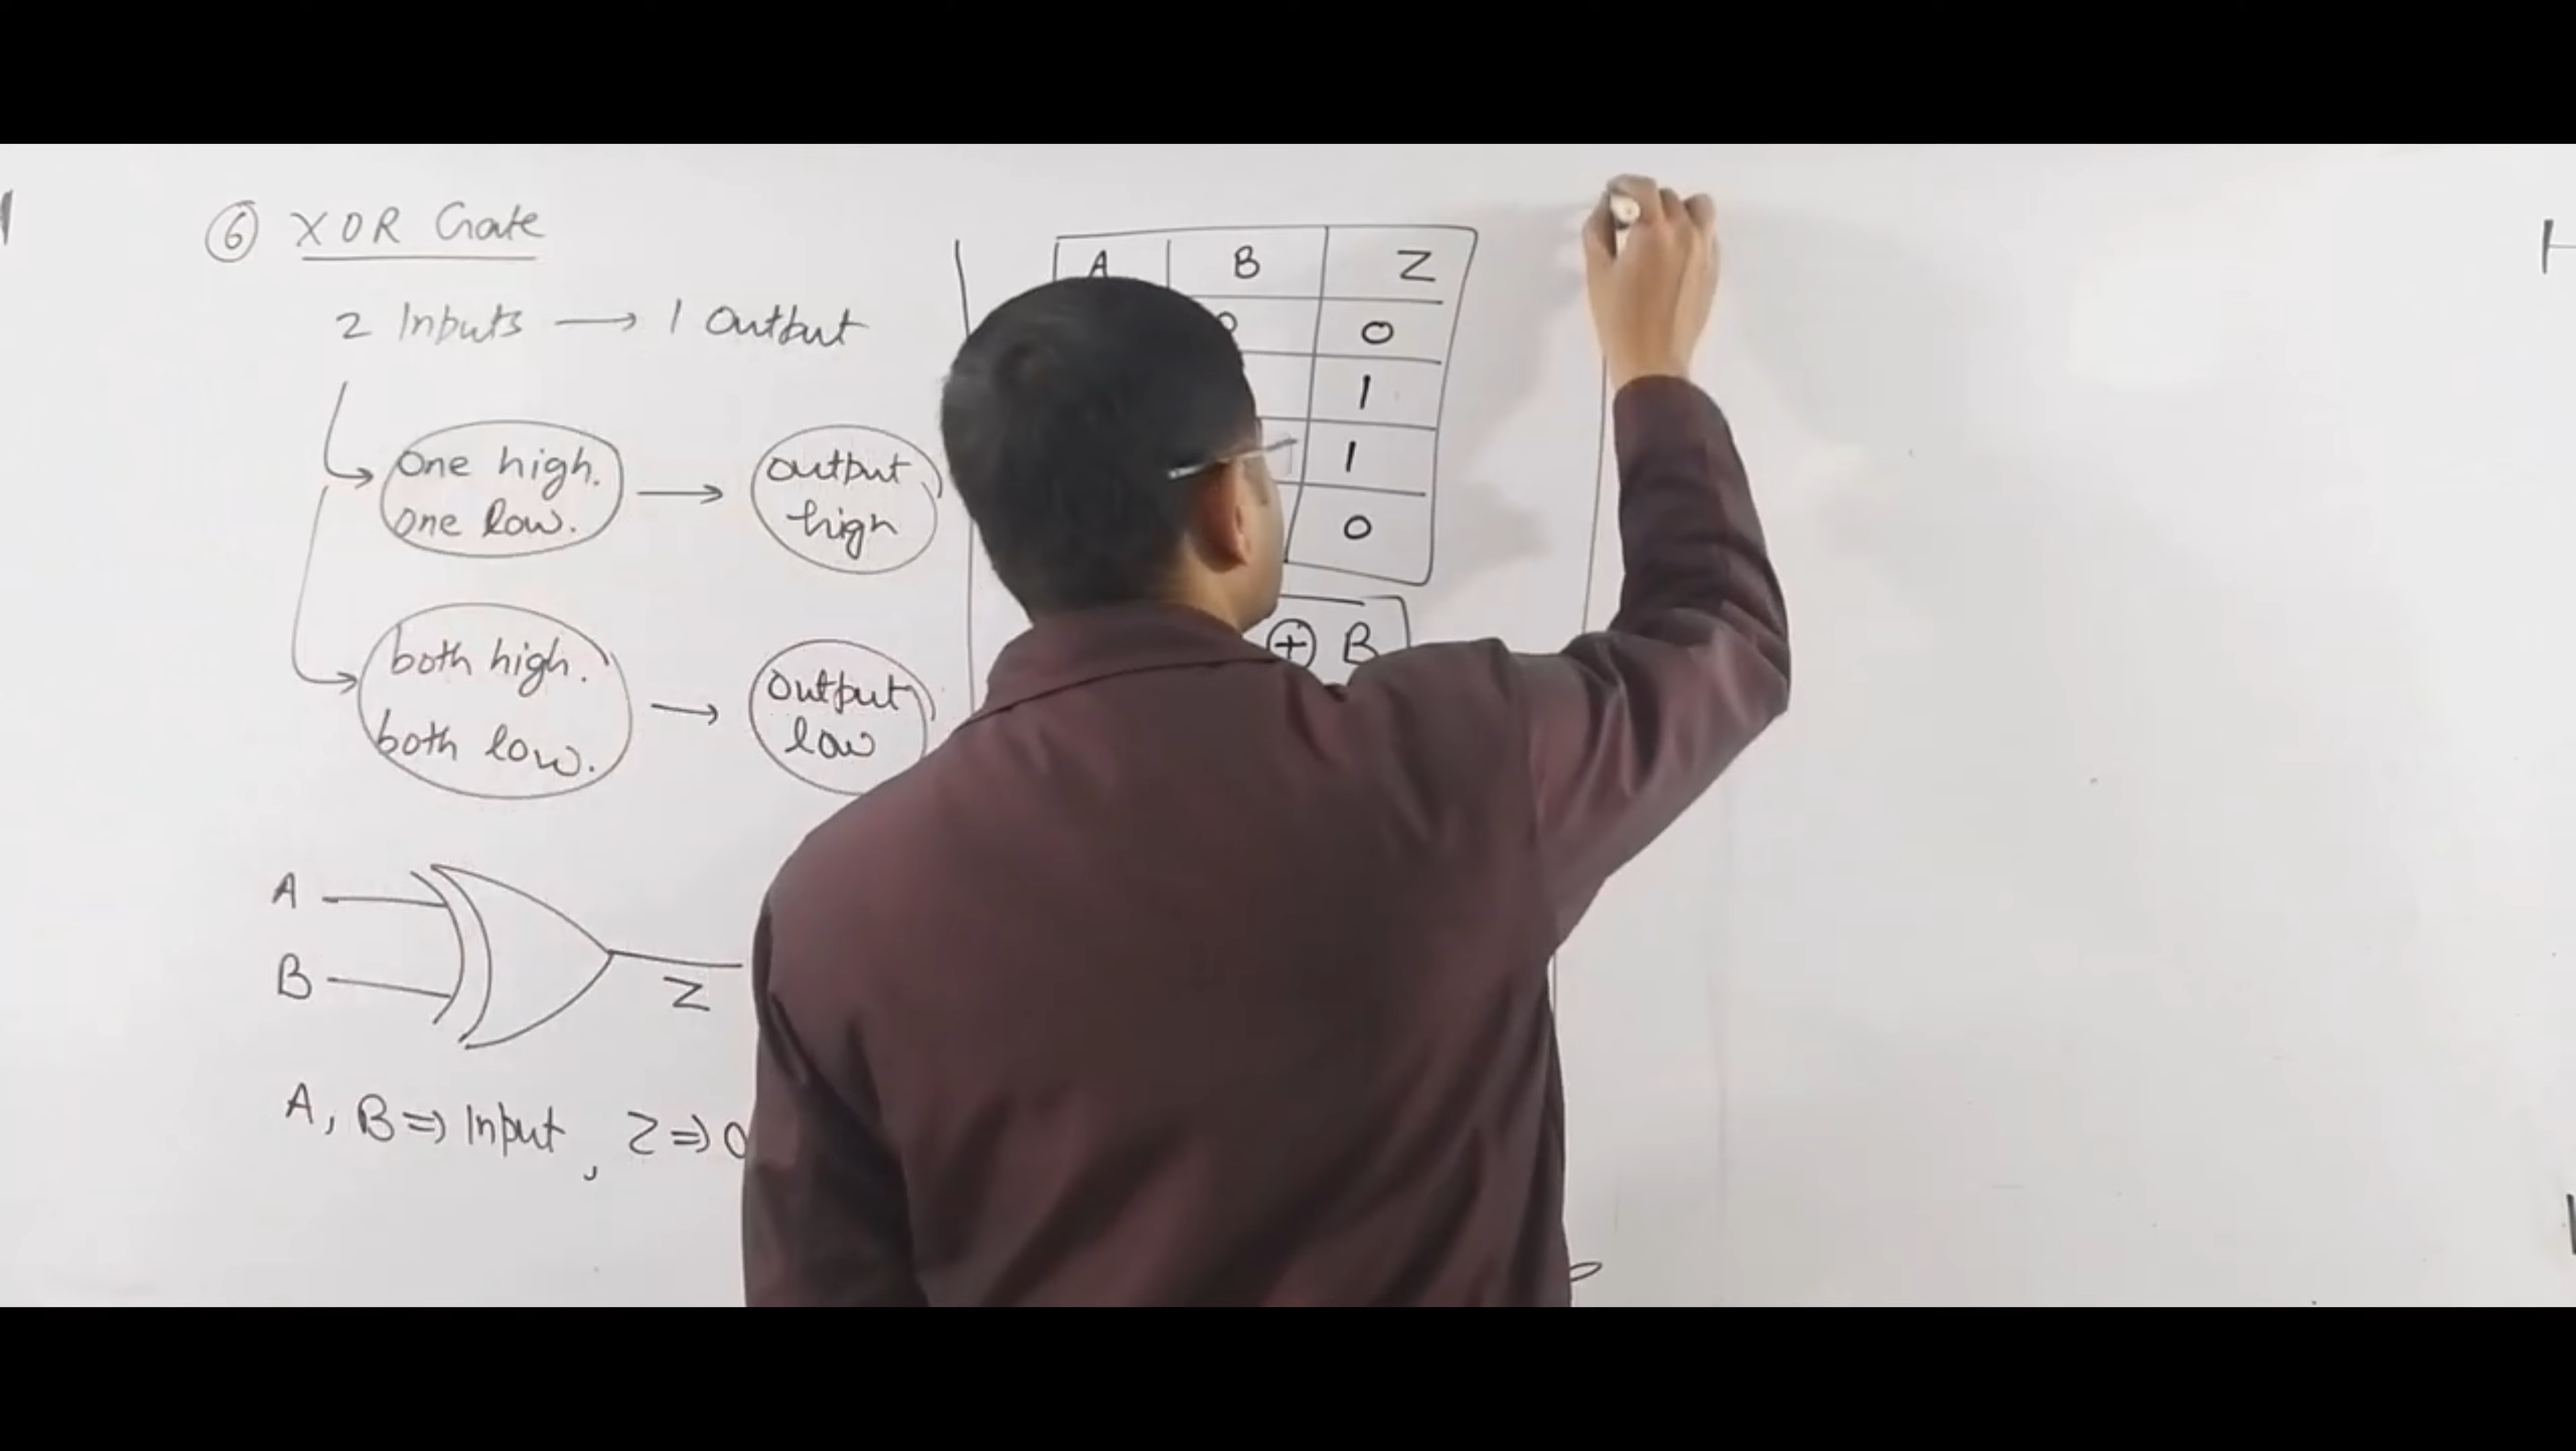 ⑥ XOR Gate
2 Inputs → 1 Output
One high.
One low.
→
output
high
both high.
both low.
→
output
low
A
B
Z
A, B ⇒ Input, Z ⇒ O
A B Z
0 0
1
1
0
⊕ B